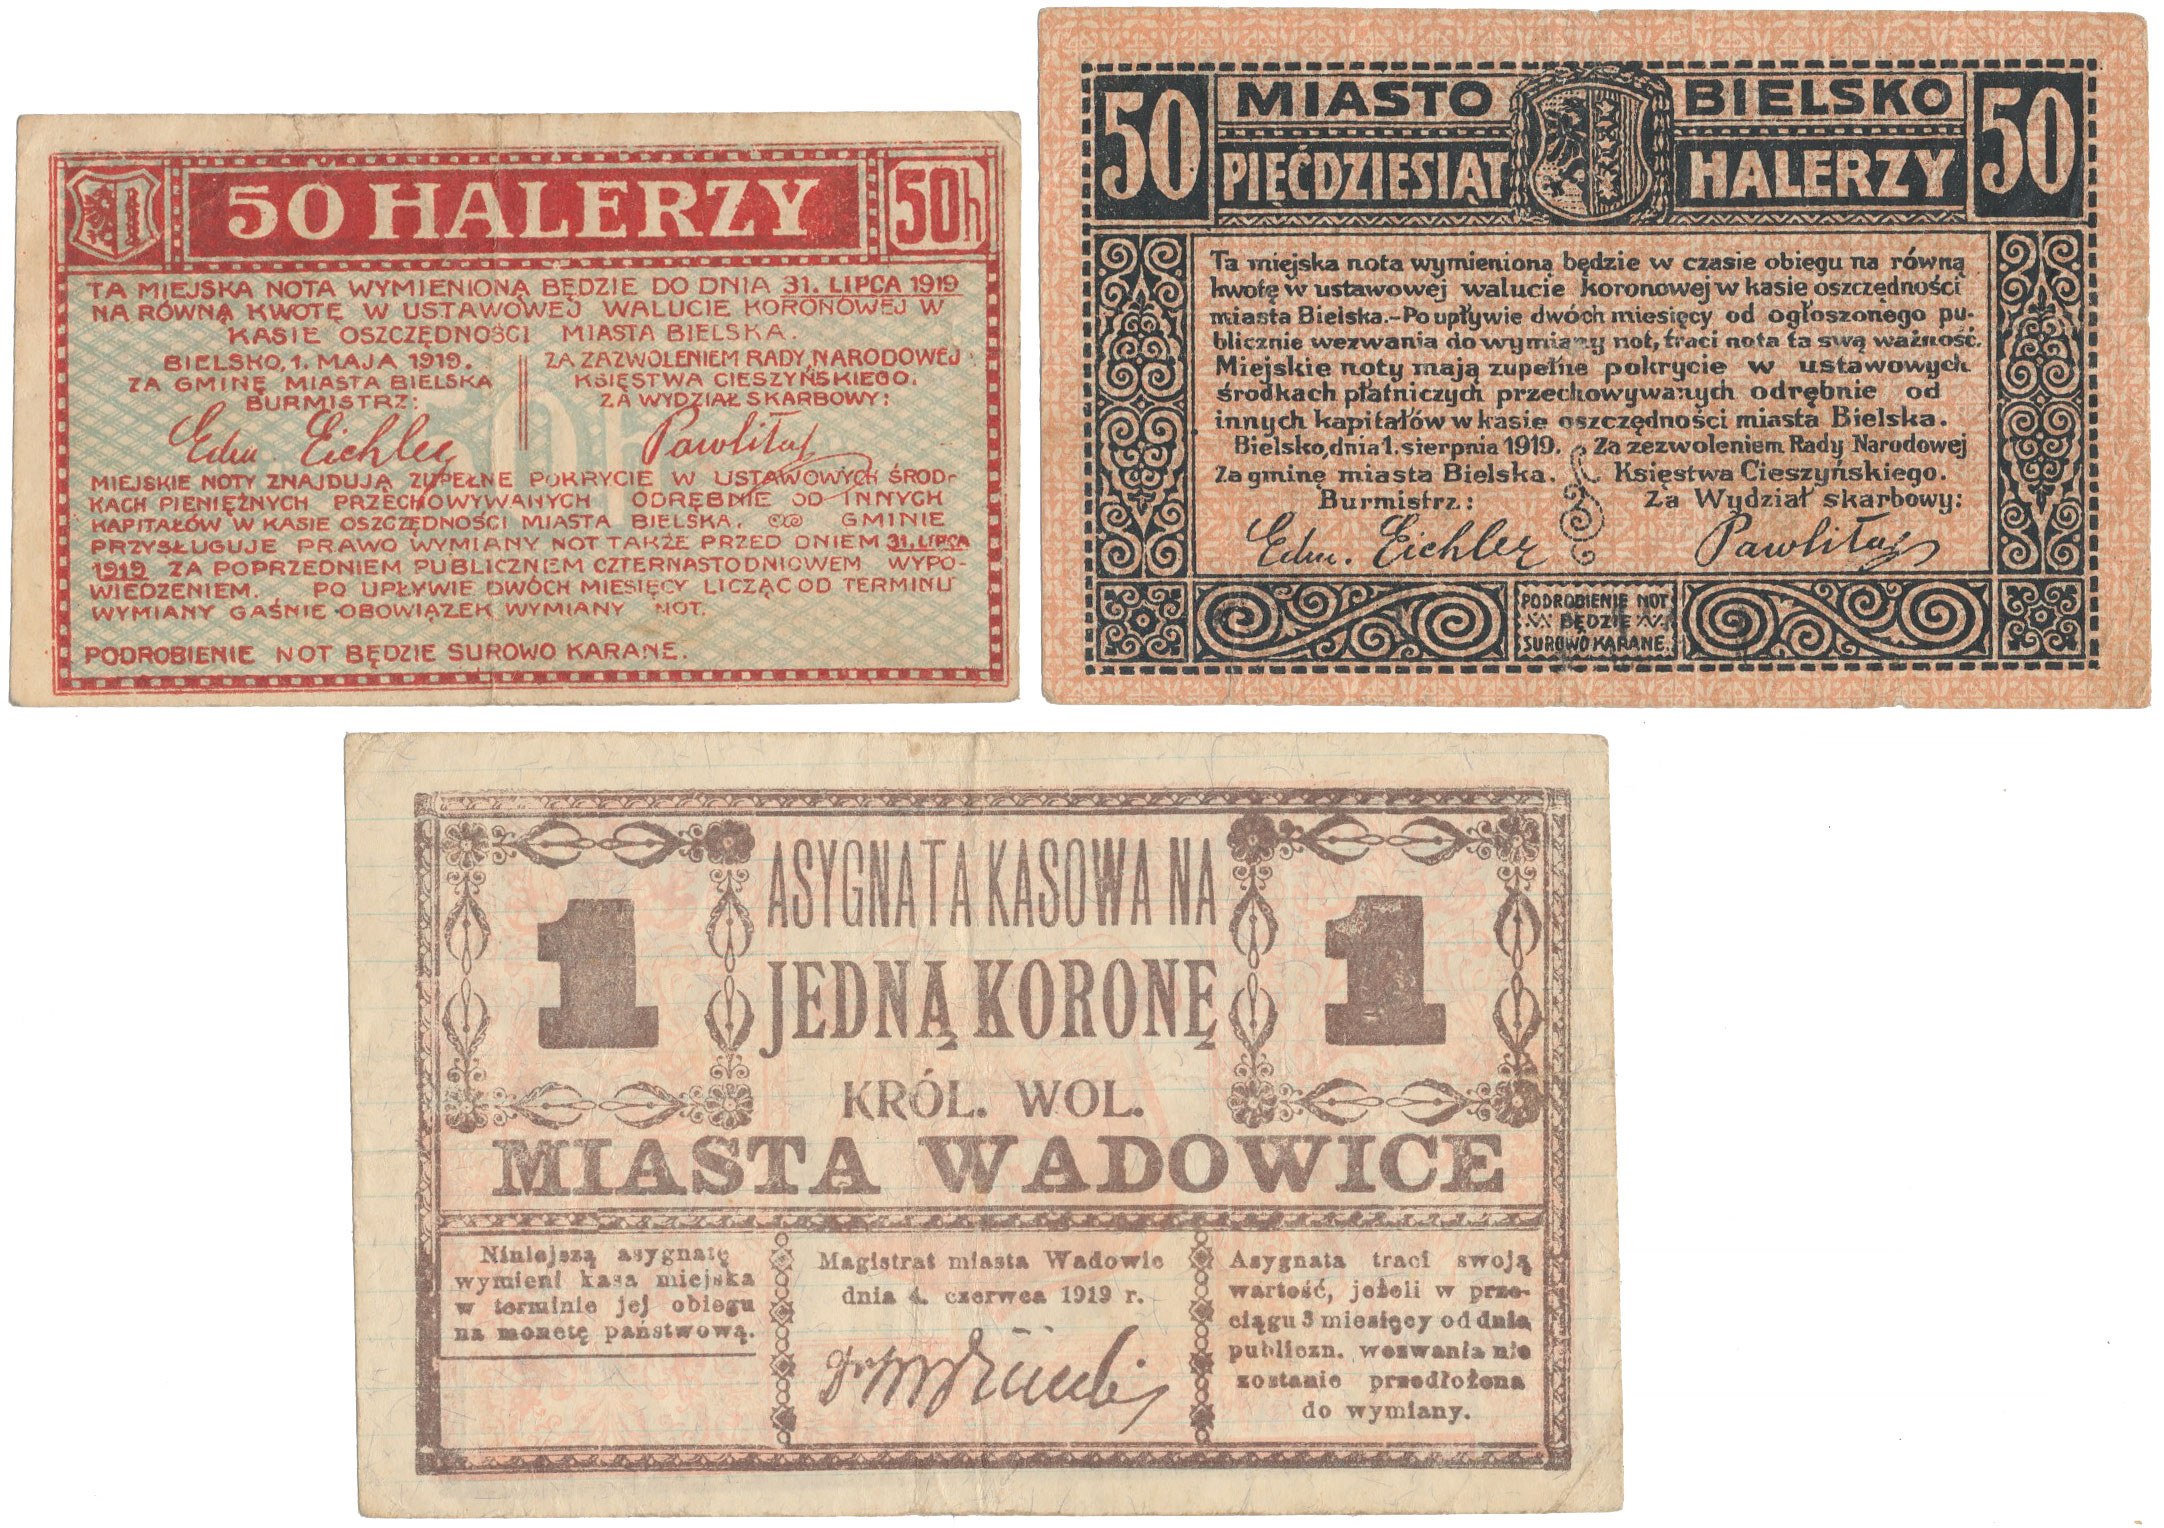 50 HALERZY
50h
TA MIEJSKA NOTA WYMIENIONĄ BĘDZIE DO DNIA 31. LIPCA 1919
NA RÓWNĄ KWOTĘ W USTAWOWEJ WALUCIE KORONOWEJ W
KASIE OSZCZĘDNOŚCI MIASTA BIELSKA.
BIELSKO, 1. MAJA 1919.
ZA GMINĘ MIASTA BIELSKA
BURMISTRZ:
Edm. Eichler
ZA ZAZWOLENIEM RADY NARODOWEJ
KSIĘSTWA CIESZYŃSKIEGO.
ZA WYDZIAŁ SKARBOWY:
Pawlitaj
MIEJSKIE NOTY ZNAJDUJĄ ZUPEŁNE POKRYCIE W USTAWOWYCH ŚROD-
KACH PIENIĘŻNYCH PRZECHOWYWANYCH ODRĘBNIE OD INNYCH
KAPITAŁÓW W KASIE OSZCZĘDNOŚCI MIASTA BIELSKA. GMINIE
PRZYSŁUGUJE PRAWO WYMIANY NOT TAKŻE PRZED DNIEM 31. LIPCA
1919 ZA POPRZEDNIEM PUBLICZNEM CZTERNASTODNIOWEM WYPO-
WIEDZENIEM. PO UPŁYWIE DWÓCH MIESIĘCY LICZĄC OD TERMINU
WYMIANY GAŚNIE OBOWIĄZEK WYMIANY NOT.
PODROBIENIE NOT BĘDZIE SUROWO KARANE.
50 MIASTO BIELSKO 50
PIĘĆDZIESIĄT HALERZY
Ta miejska nota wymienioną będzie w czasie obiegu na równą
kwotę w ustawowej walucie koronowej w kasie oszczędności
miasta Bielska.-Po upływie dwóch miesięcy od ogłoszonego pu-
blicznie wezwania do wymiany not, traci nota ta swą ważność.
Miejskie noty mają zupełne pokrycie w ustawowych
środkach płatniczych przechowywanych odrębnie od
innych kapitałów w kasie oszczędności miasta Bielska.
Bielsko, dnia 1. sierpnia 1919.
Za gminę miasta Bielska.
Burmistrz:
Edm. Eichler
Za zezwoleniem Rady Narodowej
Księstwa Cieszyńskiego.
Za Wydział skarbowy:
Pawlitaj
PODROBIENIE NOT
BĘDZIE
SUROWO KARANE.
1 ASYGNATA KASOWA NA 1
JEDNĄ KORONĘ
KRÓL. WOL.
MIASTA WADOWICE
Niniejszą asygnatę
wymieni kasa miejska
w terminie jej obiegu
na monetę państwową.
Magistrat miasta Wadowic
dnia 4. czerwca 1919 r.
Asygnata traci swoją
wartość, jeżeli w prze-
ciągu 3 miesięcy od dnia
publiczn. wezwania nie
zostanie przedłożona
do wymiany.